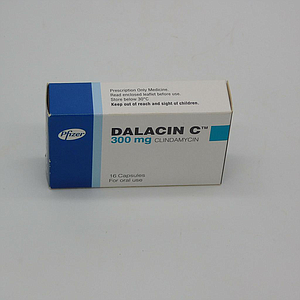 Prescription Only Medicine.
Read enclosed leaflet before use.
Store below 30°C
Keep out of reach and sight of children.
Pfizer
DALACIN C™
300 mg CLINDAMYCIN
16 Capsules
For oral use